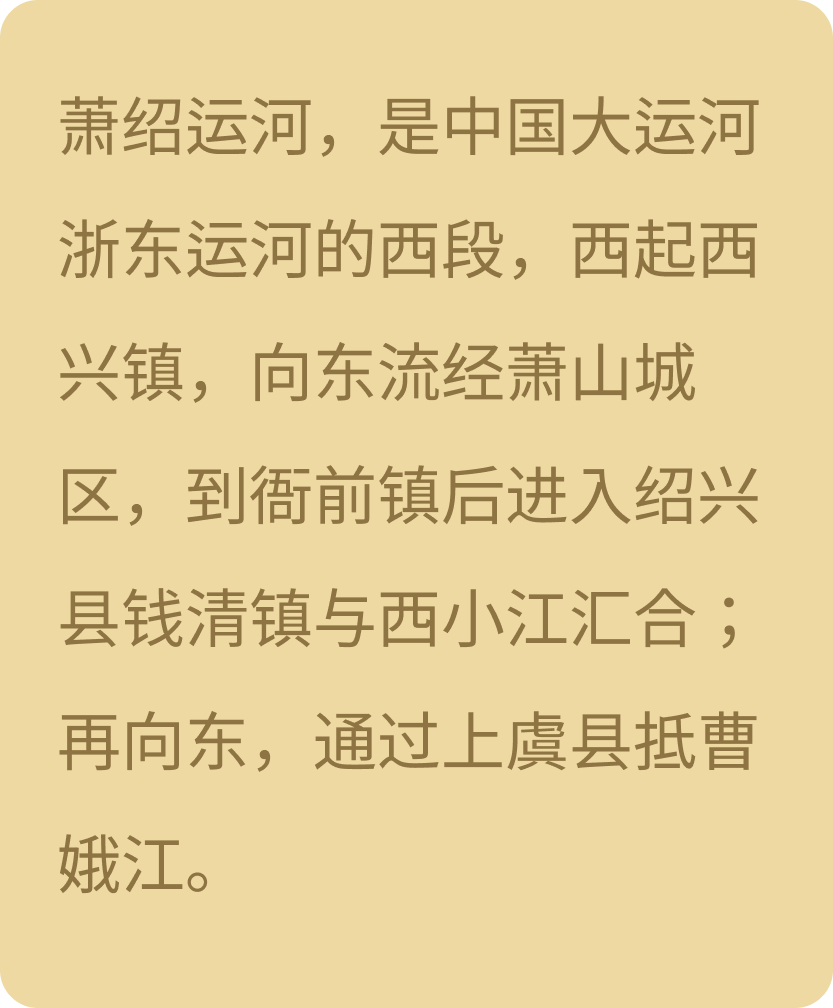 萧绍运河，是中国大运河
浙东运河的西段，西起西
兴镇，向东流经萧山城
区，到衙前镇后进入绍兴
县钱清镇与西小江汇合；
再向东，通过上虞县抵曹
娥江。